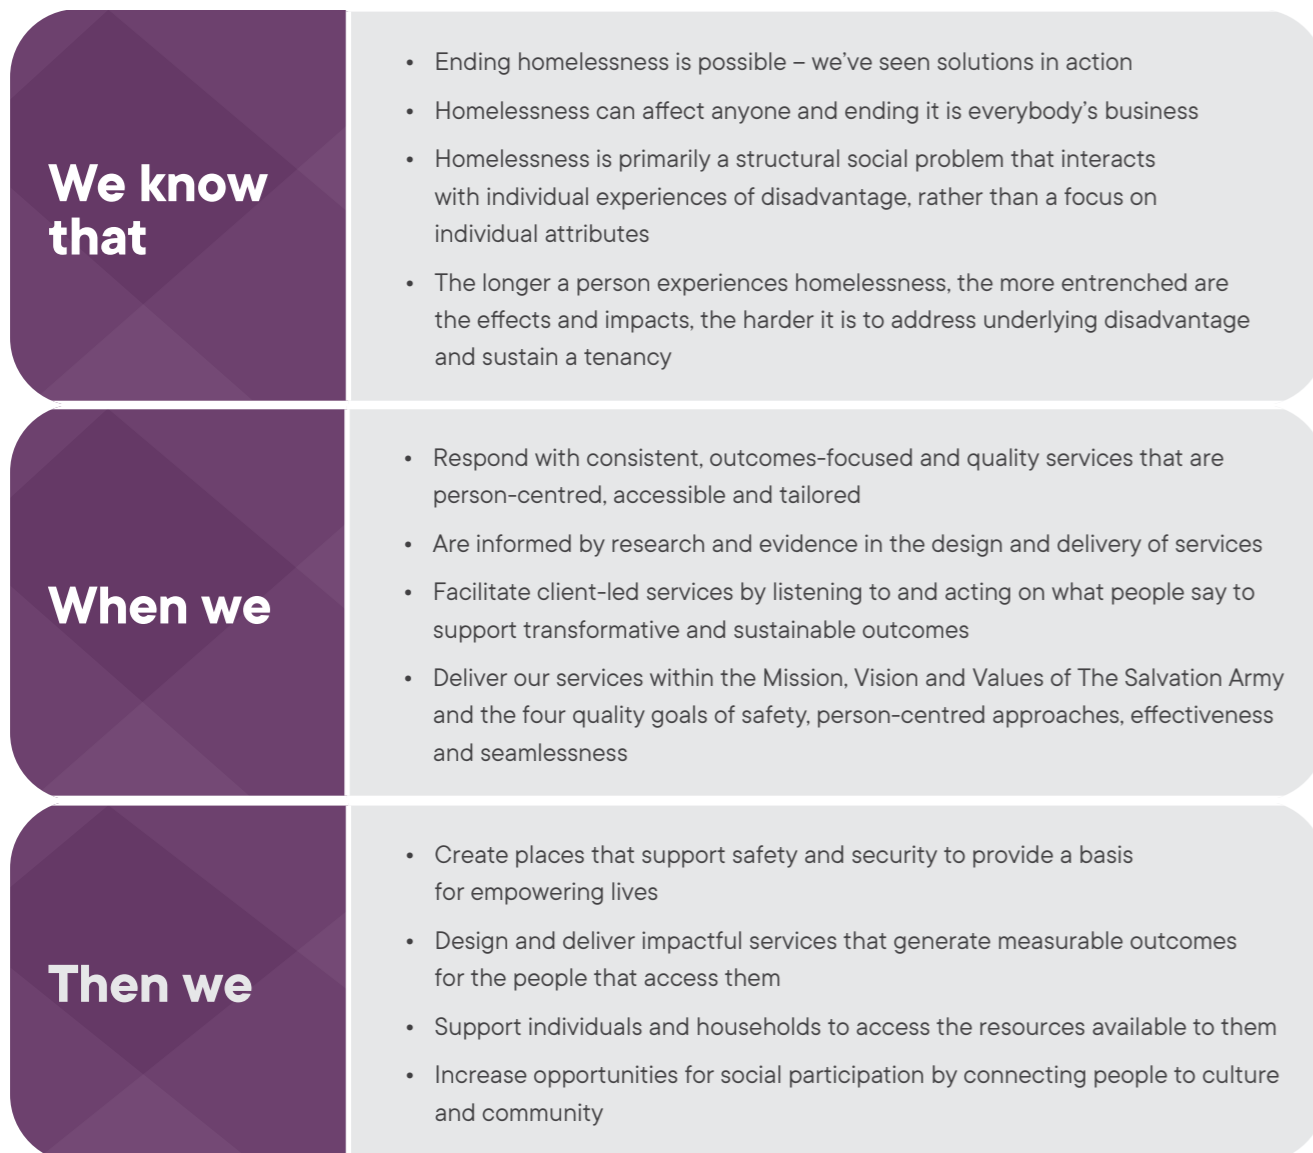 We know
that
• Ending homelessness is possible – we've seen solutions in action
• Homelessness can affect anyone and ending it is everybody's business
• Homelessness is primarily a structural social problem that interacts
with individual experiences of disadvantage, rather than a focus on
individual attributes
• The longer a person experiences homelessness, the more entrenched are
the effects and impacts, the harder it is to address underlying disadvantage
and sustain a tenancy
When we
• Respond with consistent, outcomes-focused and quality services that are
person-centred, accessible and tailored
• Are informed by research and evidence in the design and delivery of services
• Facilitate client-led services by listening to and acting on what people say to
support transformative and sustainable outcomes
• Deliver our services within the Mission, Vision and Values of The Salvation Army
and the four quality goals of safety, person-centred approaches, effectiveness
and seamlessness
Then we
• Create places that support safety and security to provide a basis
for empowering lives
• Design and deliver impactful services that generate measurable outcomes
for the people that access them
• Support individuals and households to access the resources available to them
• Increase opportunities for social participation by connecting people to culture
and community